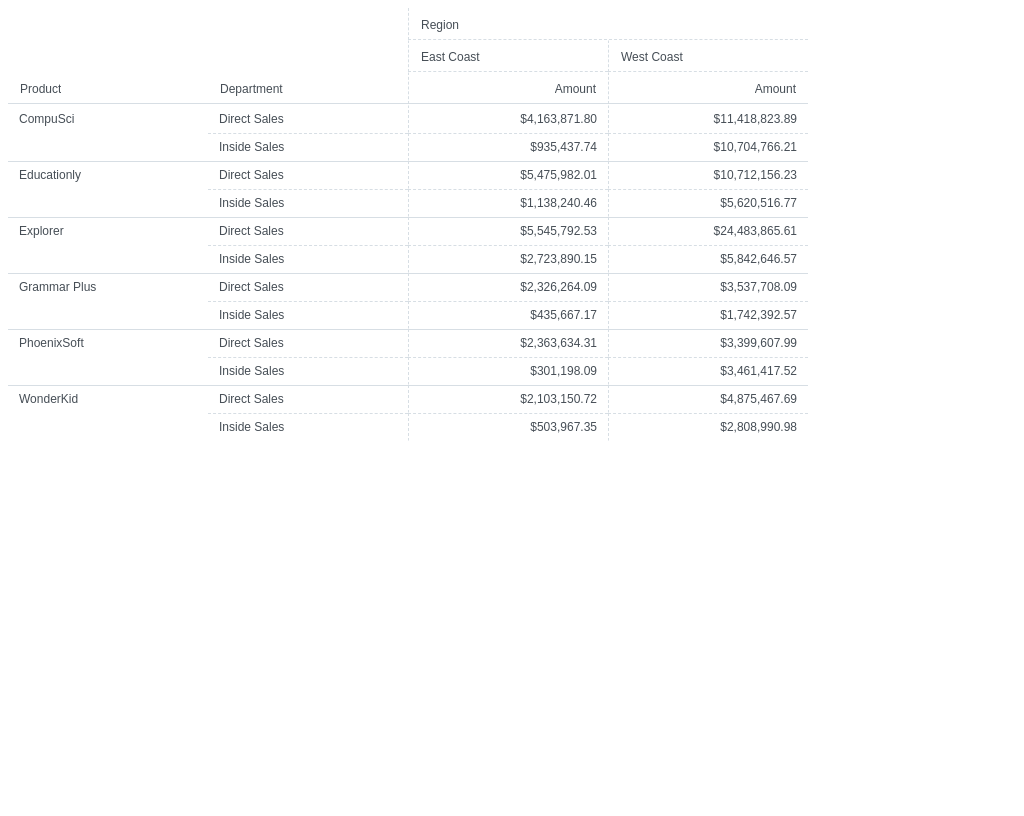 Region
East Coast West Coast
Product Department Amount Amount
CompuSci Direct Sales $4,163,871.80 $11,418,823.89
Inside Sales $935,437.74 $10,704,766.21
Educationly Direct Sales $5,475,982.01 $10,712,156.23
Inside Sales $1,138,240.46 $5,620,516.77
Explorer Direct Sales $5,545,792.53 $24,483,865.61
Inside Sales $2,723,890.15 $5,842,646.57
Grammar Plus Direct Sales $2,326,264.09 $3,537,708.09
Inside Sales $435,667.17 $1,742,392.57
PhoenixSoft Direct Sales $2,363,634.31 $3,399,607.99
Inside Sales $301,198.09 $3,461,417.52
WonderKid Direct Sales $2,103,150.72 $4,875,467.69
Inside Sales $503,967.35 $2,808,990.98